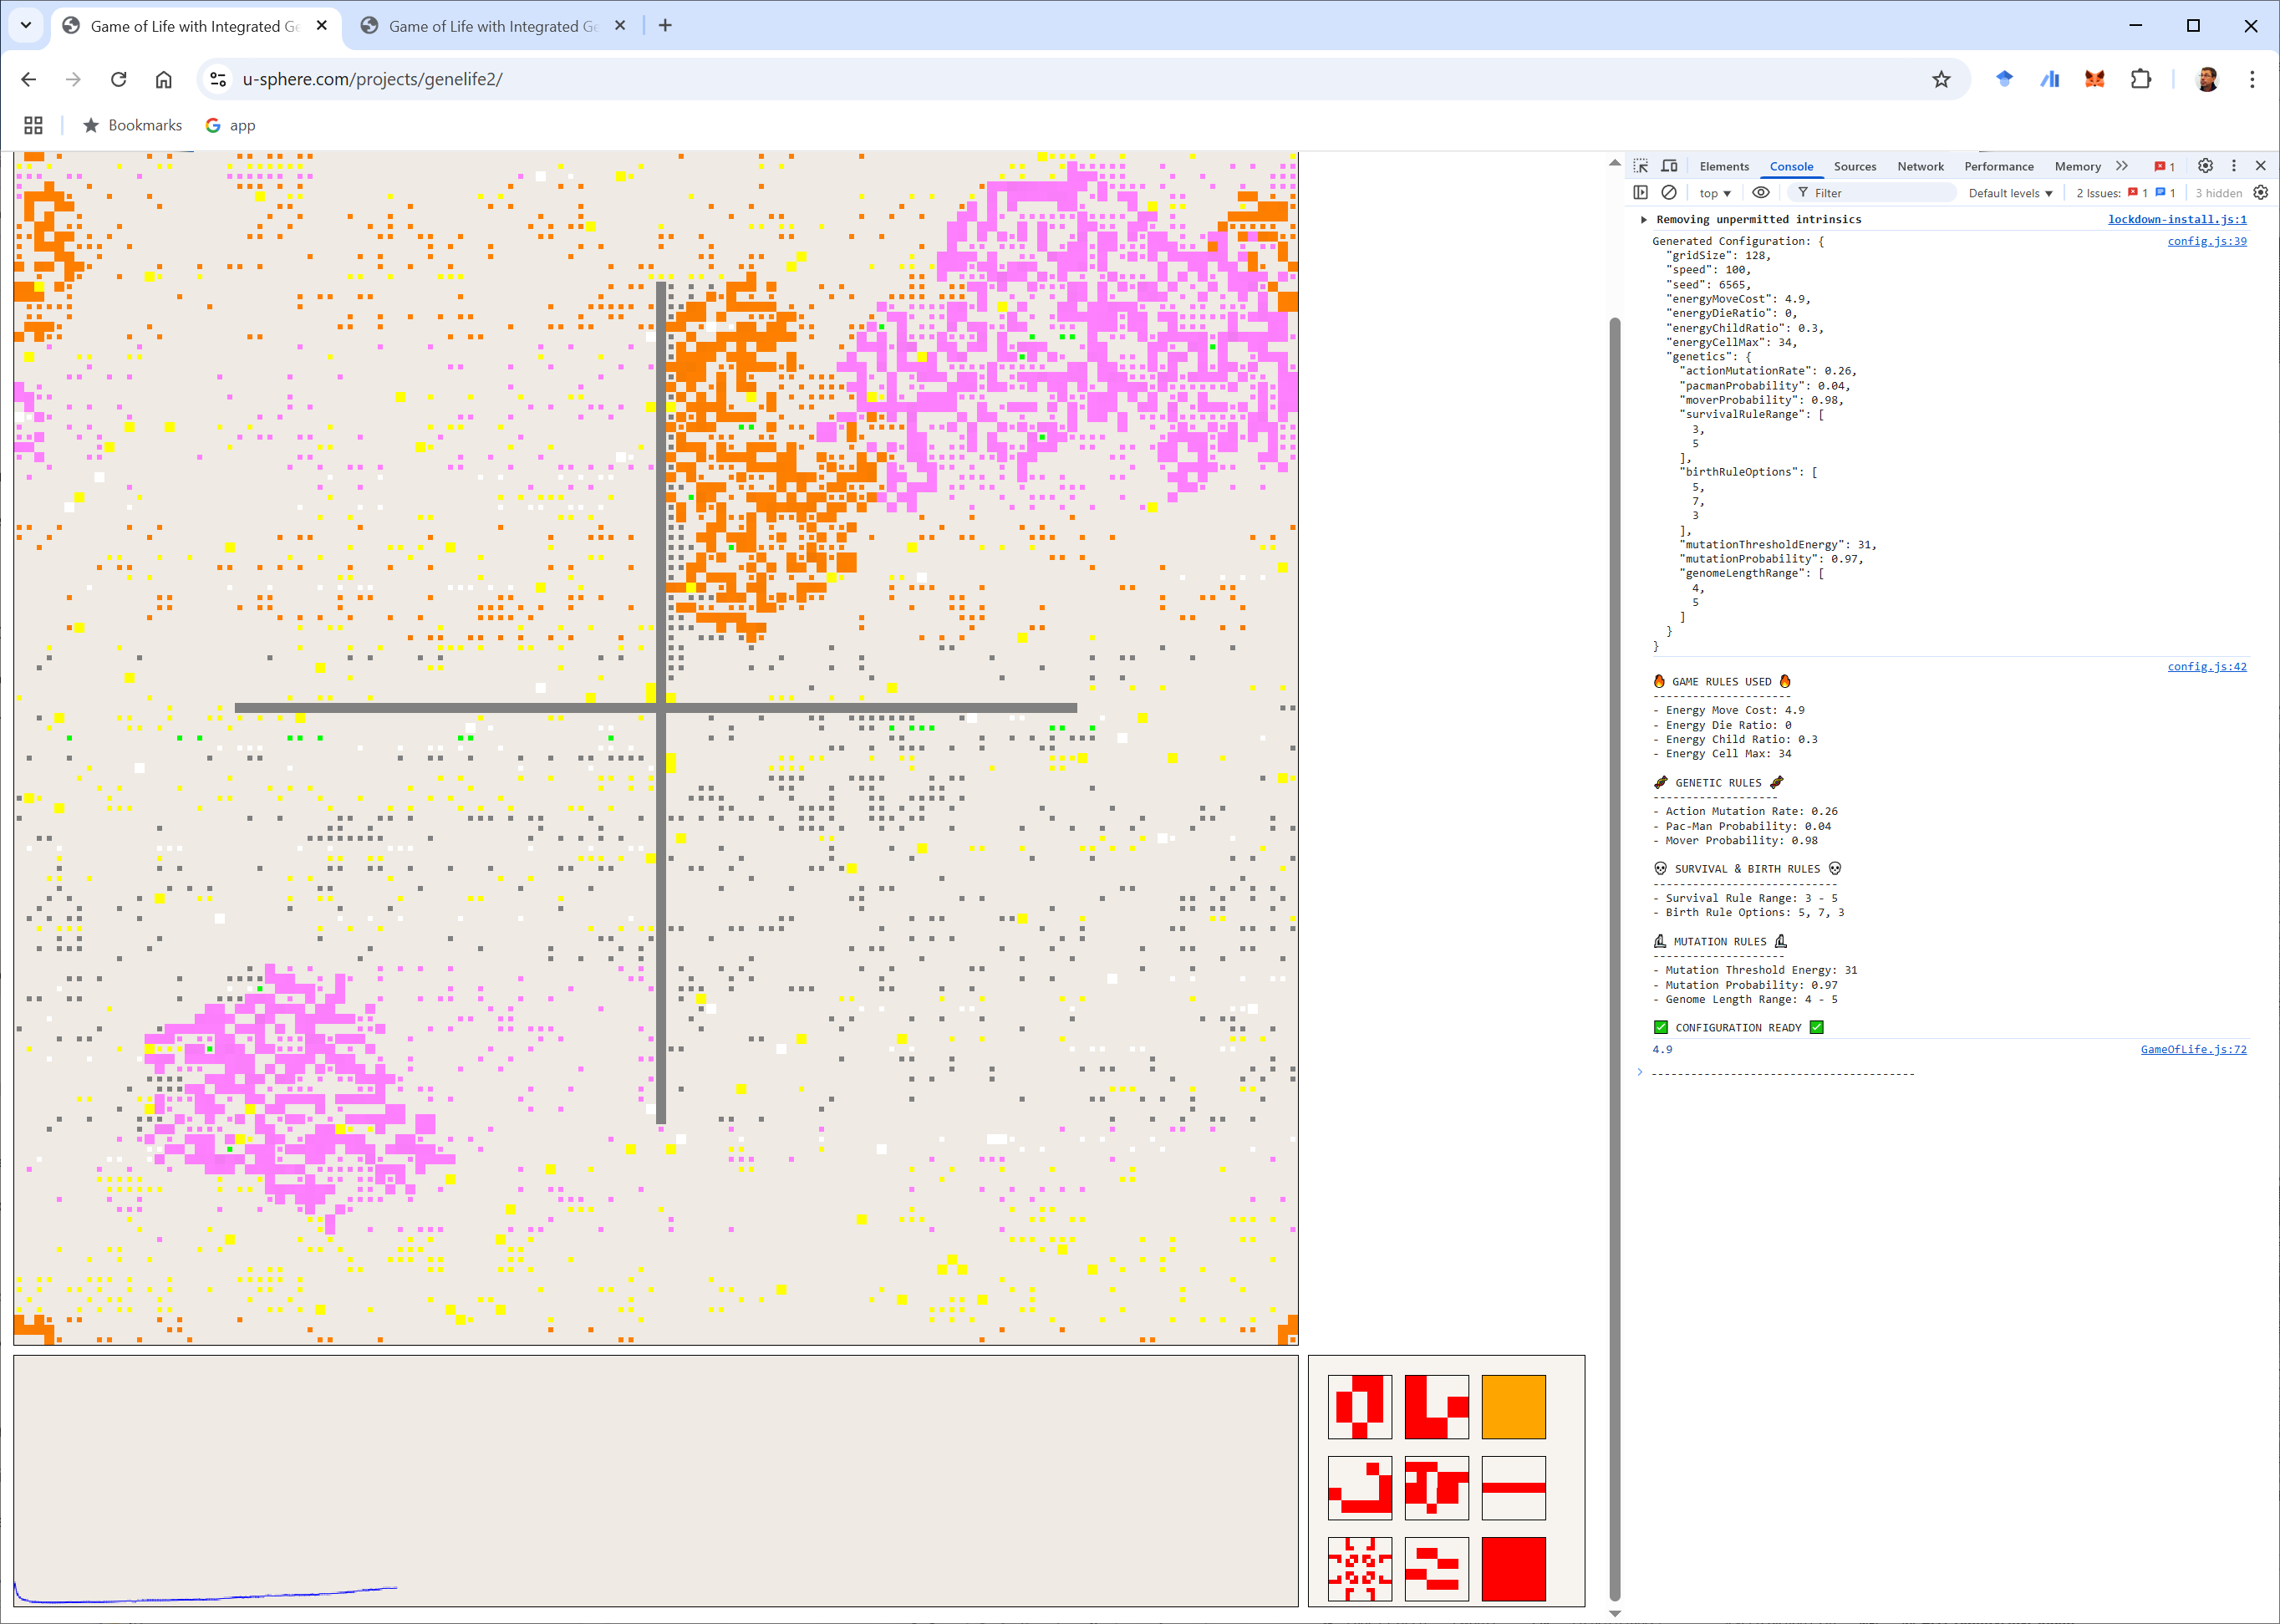 Game of Life with Integrated Ge
Game of Life with Integrated Ge
u-sphere.com/projects/genelife2/
Bookmarks
app
Elements Console Sources Network Performance Memory 1
top Filter Default levels 2 Issues: 1 1 3 hidden
Removing unpermitted intrinsics lockdown-install.js:1
Generated Configuration: { config.js:39
"gridSize": 128,
"speed": 100,
"seed": 6565,
"energyMoveCost": 4.9,
"energyDieRatio": 0,
"energyChildRatio": 0.3,
"energyCellMax": 34,
"genetics": {
"actionMutationRate": 0.26,
"pacmanProbability": 0.04,
"moverProbability": 0.98,
"survivalRuleRange": [
3,
5
],
"birthRuleOptions": [
5,
7,
3
],
"mutationThresholdEnergy": 31,
"mutationProbability": 0.97,
"genomeLengthRange": [
4,
5
]
}
}
config.js:42
🔥 GAME RULES USED 🔥
---------------------
- Energy Move Cost: 4.9
- Energy Die Ratio: 0
- Energy Child Ratio: 0.3
- Energy Cell Max: 34
GENETIC RULES
-------------------
- Action Mutation Rate: 0.26
- Pac-Man Probability: 0.04
- Mover Probability: 0.98
💀 SURVIVAL & BIRTH RULES 💀
----------------------------
- Survival Rule Range: 3 - 5
- Birth Rule Options: 5, 7, 3
MUTATION RULES
--------------------
- Mutation Threshold Energy: 31
- Mutation Probability: 0.97
- Genome Length Range: 4 - 5
✅ CONFIGURATION READY ✅
4.9 GameOfLife.js:72
----------------------------------------